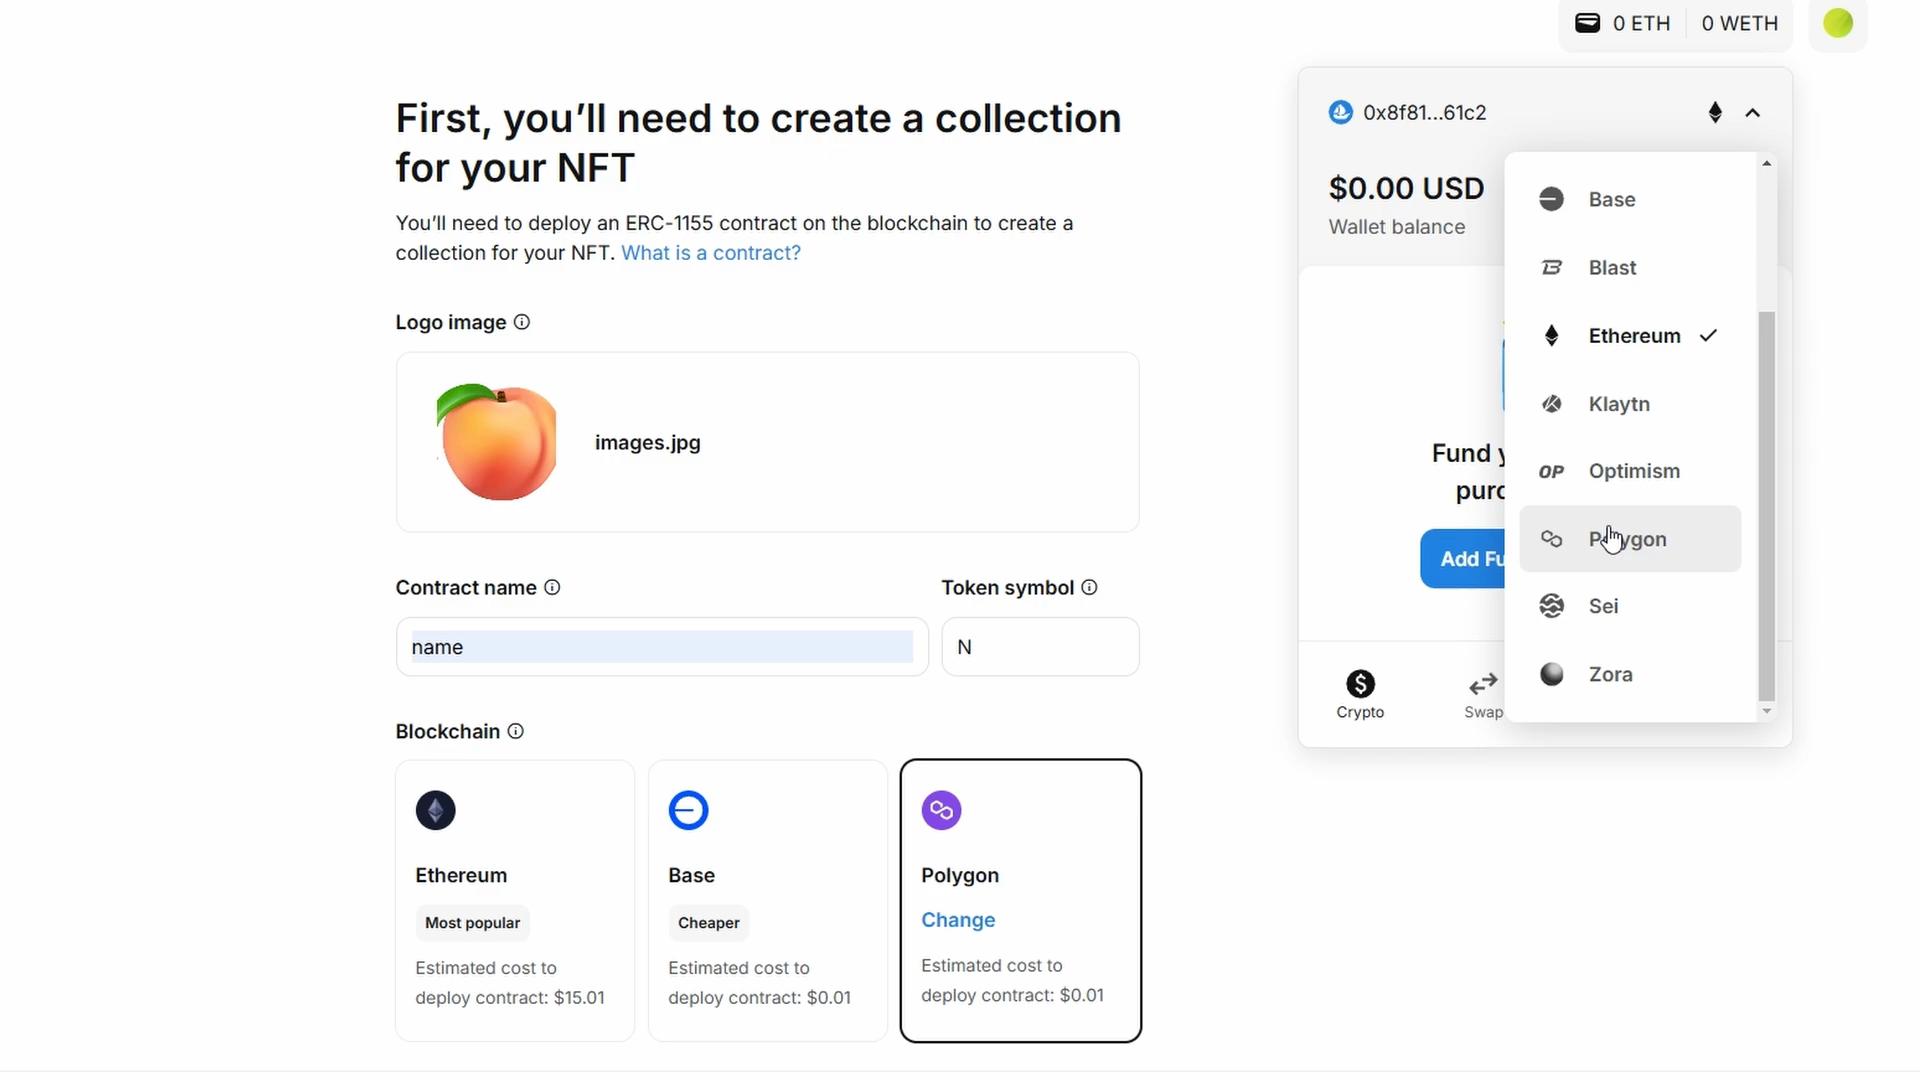 0 ETH
0 WETH
First, you’ll need to create a collection
for your NFT
You’ll need to deploy an ERC-1155 contract on the blockchain to create a
collection for your NFT. What is a contract?
Logo image
images.jpg
Contract name
Token symbol
name
N
Blockchain
Ethereum
Most popular
Estimated cost to
deploy contract: $15.01
Base
Cheaper
Estimated cost to
deploy contract: $0.01
Polygon
Change
Estimated cost to
deploy contract: $0.01
0x8f81...61c2
$0.00 USD
Wallet balance
Fund
Add
Crypto
Swap
Base
Blast
Ethereum
Klaytn
OP Optimism
Polygon
Sei
Zora